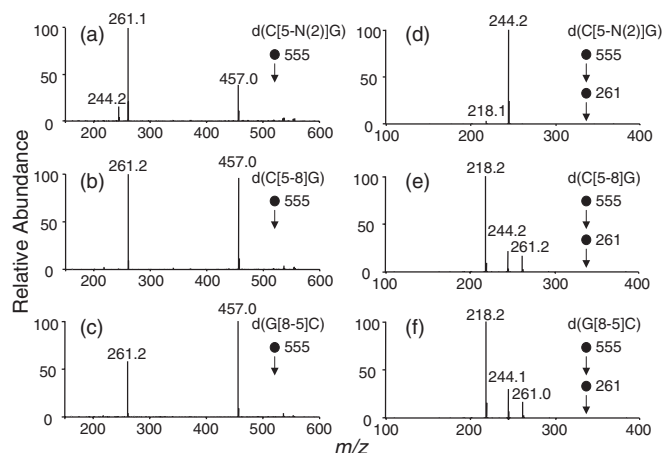 Relative Abundance
(a)
d(C[5-N(2)]G)
555
261.1
244.2
457.0
100
50
0
200 300 400 500 600
(b)
d(C[5-8]G)
555
261.2
457.0
100
50
0
200 300 400 500 600
(c)
d(G[8-5]C)
555
457.0
261.2
100
50
0
200 300 400 500 600
(d)
d(C[5-N(2)]G)
555
261
244.2
218.1
100
50
0
100 200 300 400
(e)
d(C[5-8]G)
555
261
218.2
244.2
261.2
100
50
0
100 200 300 400
(f)
d(G[8-5]C)
555
261
218.2
244.1
261.0
100
50
0
100 200 300 400
m/z